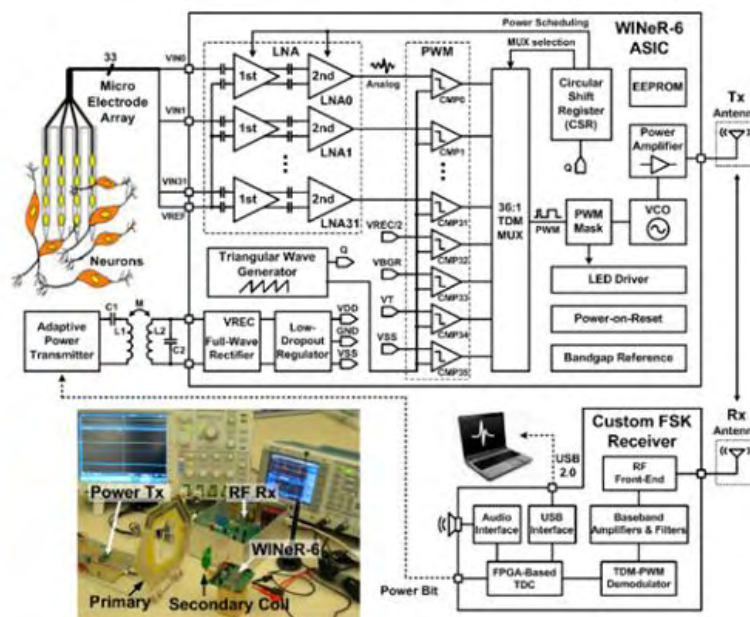 33
Micro
Electrode
Array
Neurons
VIN0
VIN1
VIN31
VREF
LNA
1st
2nd
LNA0
1st
2nd
LNA1
1st
2nd
LNA31
Analog
PWM
CMP0
CMP1
CMP31
VREC/2
CMP32
VBGR
CMP33
VT
CMP34
VSS
CMP35
Power Scheduling
MUX selection
WINeR-6
ASIC
Circular
Shift
Register
(CSR)
Q
EEPROM
Power
Amplifier
Tx
Antenna
36:1
TDM
MUX
PWM
PWM
Mask
VCO
LED Driver
Power-on-Reset
Bandgap Reference
Triangular Wave
Generator
Q
Adaptive
Power
Transmitter
C1
M
L1
L2
C2
VREC
Full-Wave
Rectifier
Low-
Dropout
Regulator
VDD
GND
VSS
Power Tx
RF Rx
WINeR-6
Primary
Secondary Coil
Rx
Antenna
Custom FSK
Receiver
USB
2.0
RF
Front-End
Audio
Interface
USB
Interface
Baseband
Amplifiers & Filters
FPGA-Based
TDC
TDM-PWM
Demodulator
Power Bit